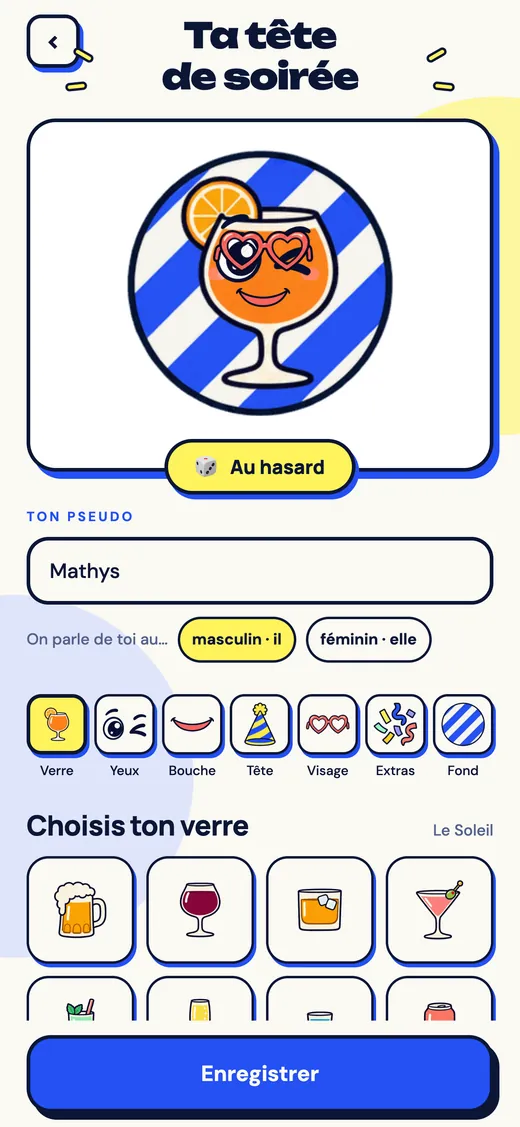 Ta tête
de soirée
Au hasard
TON PSEUDO
Mathys
On parle de toi au...
masculin · il
féminin · elle
Verre
Yeux
Bouche
Tête
Visage
Extras
Fond
Choisis ton verre
Le Soleil
Enregistrer